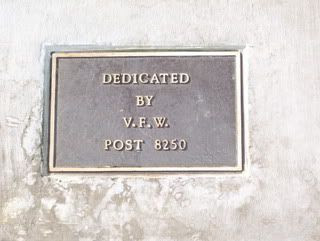 DEDICATED
BY
V.F.W.
POST 8250